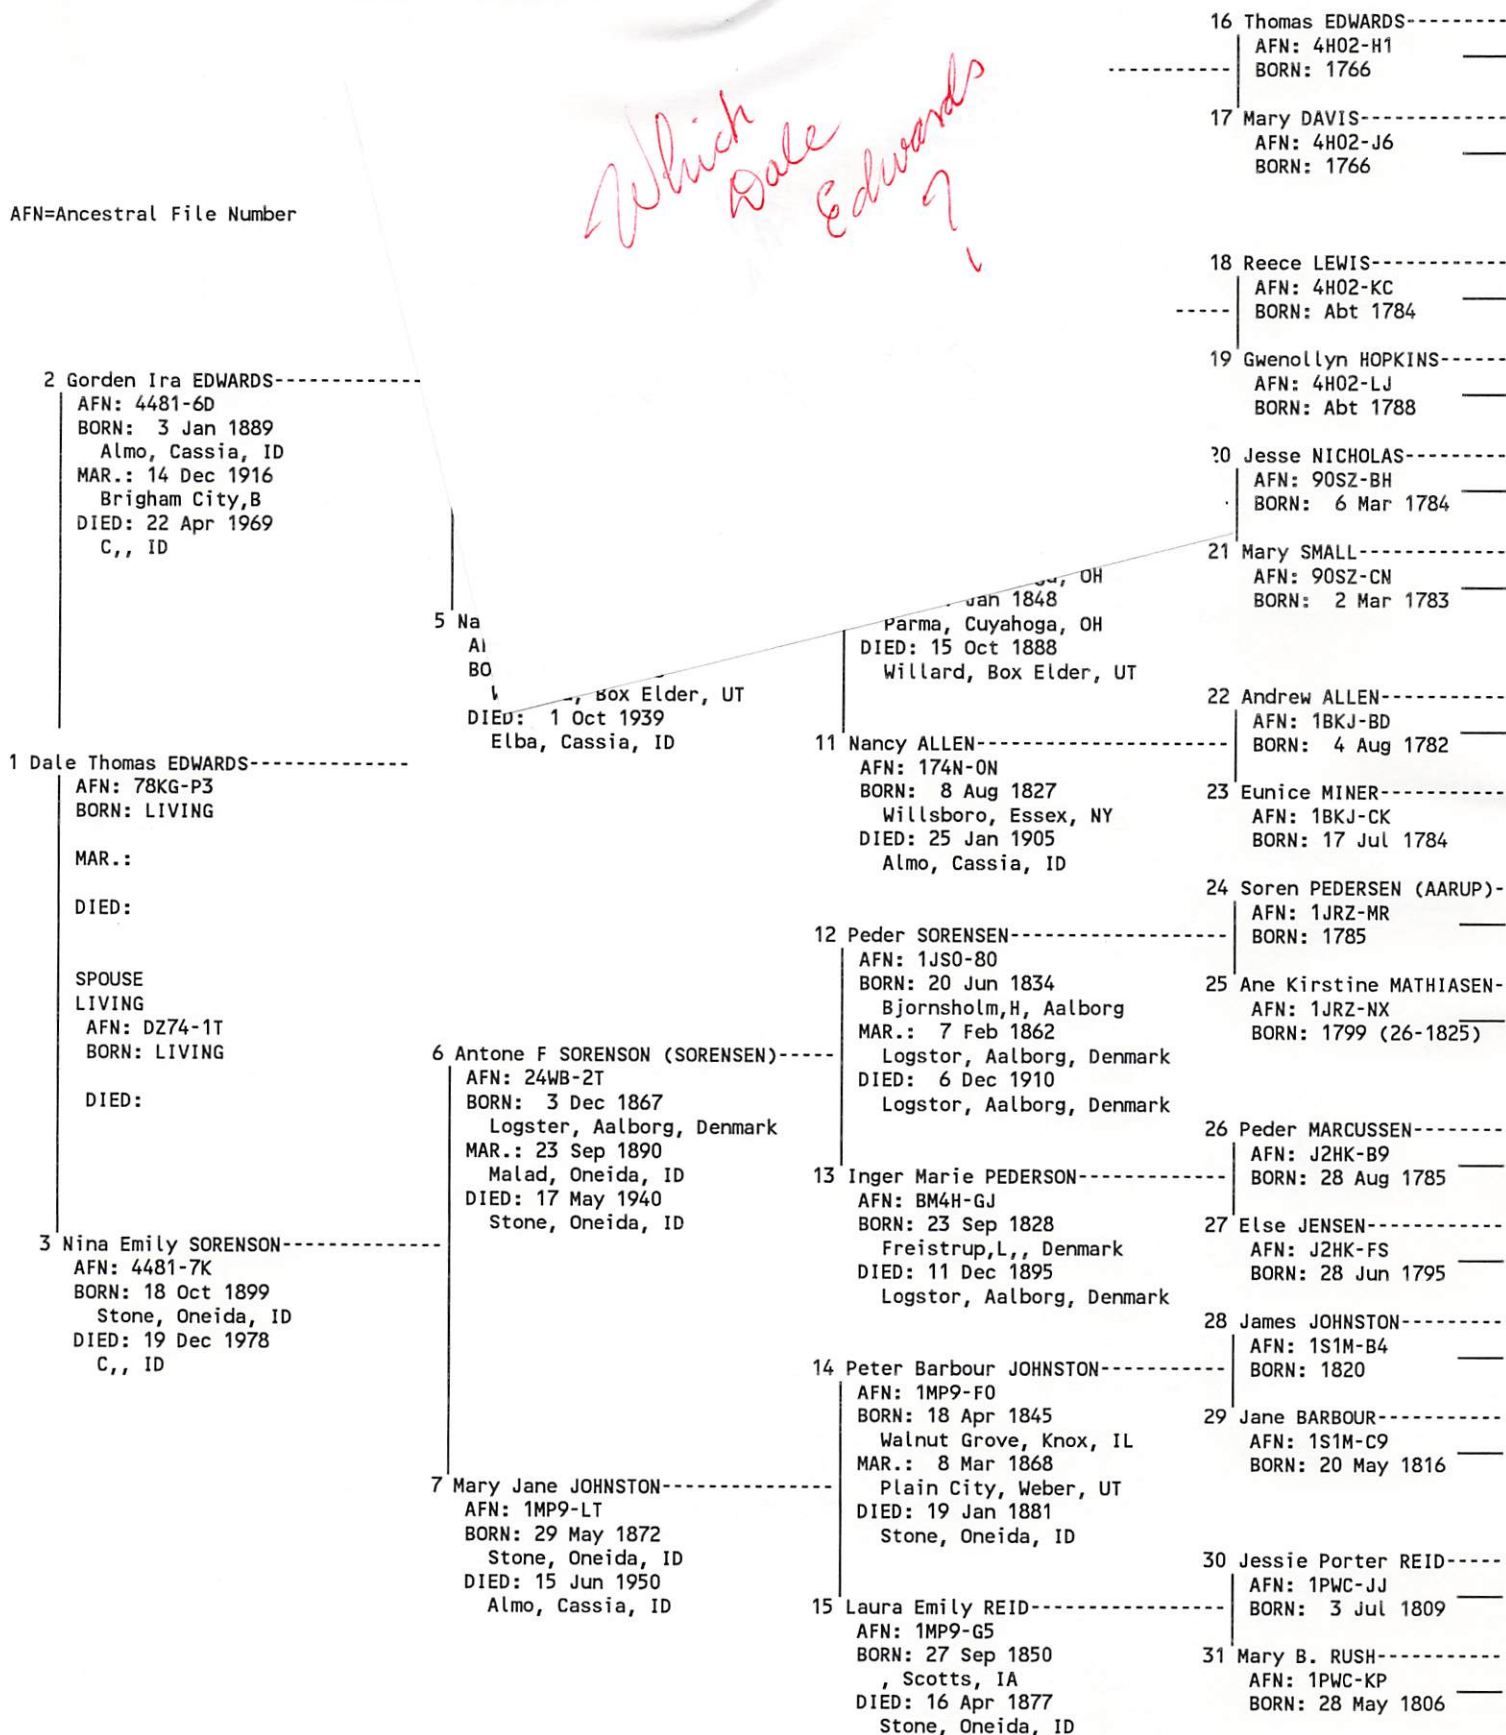 AFN=Ancestral File Number
Which
Dale
Edwards
?
1 Dale Thomas EDWARDS-------------
AFN: 78KG-P3
BORN: LIVING
MAR.:
DIED:
SPOUSE
LIVING
AFN: DZ74-1T
BORN: LIVING
DIED:
2 Gorden Ira EDWARDS-------------
AFN: 4481-6D
BORN: 3 Jan 1889
Almo, Cassia, ID
MAR.: 14 Dec 1916
Brigham City,B
DIED: 22 Apr 1969
C,, ID
3 Nina Emily SORENSON-------------
AFN: 4481-7K
BORN: 18 Oct 1899
Stone, Oneida, ID
DIED: 19 Dec 1978
C,, ID
5 Na
BO
, Box Elder, UT
DIED: 1 Oct 1939
Elba, Cassia, ID
6 Antone F SORENSON (SORENSEN)-----
AFN: 24WB-2T
BORN: 3 Dec 1867
Logster, Aalborg, Denmark
MAR.: 23 Sep 1890
Malad, Oneida, ID
DIED: 17 May 1940
Stone, Oneida, ID
7 Mary Jane JOHNSTON---------------
AFN: 1MP9-LT
BORN: 29 May 1872
Stone, Oneida, ID
DIED: 15 Jun 1950
Almo, Cassia, ID
, OH
Jan 1848
Parma, Cuyahoga, OH
DIED: 15 Oct 1888
Willard, Box Elder, UT
11 Nancy ALLEN---------------------
AFN: 174N-0N
BORN: 8 Aug 1827
Willsboro, Essex, NY
DIED: 25 Jan 1905
Almo, Cassia, ID
12 Peder SORENSEN------------------
AFN: 1JS0-80
BORN: 20 Jun 1834
Bjornsholm,H, Aalborg
MAR.: 7 Feb 1862
Logstor, Aalborg, Denmark
DIED: 6 Dec 1910
Logstor, Aalborg, Denmark
13 Inger Marie PEDERSON-------------
AFN: BM4H-GJ
BORN: 23 Sep 1828
Freistrup,L,, Denmark
DIED: 11 Dec 1895
Logstor, Aalborg, Denmark
14 Peter Barbour JOHNSTON-----------
AFN: 1MP9-F0
BORN: 18 Apr 1845
Walnut Grove, Knox, IL
MAR.: 8 Mar 1868
Plain City, Weber, UT
DIED: 19 Jan 1881
Stone, Oneida, ID
15 Laura Emily REID-----------------
AFN: 1MP9-G5
BORN: 27 Sep 1850
, Scotts, IA
DIED: 16 Apr 1877
Stone, Oneida, ID
16 Thomas EDWARDS---------
AFN: 4H02-H1
BORN: 1766
17 Mary DAVIS-------------
AFN: 4H02-J6
BORN: 1766
18 Reece LEWIS------------
AFN: 4H02-KC
BORN: Abt 1784
19 Gwenollyn HOPKINS------
AFN: 4H02-LJ
BORN: Abt 1788
20 Jesse NICHOLAS---------
AFN: 90SZ-BH
BORN: 6 Mar 1784
21 Mary SMALL-------------
AFN: 90SZ-CN
BORN: 2 Mar 1783
22 Andrew ALLEN-----------
AFN: 1BKJ-BD
BORN: 4 Aug 1782
23 Eunice MINER-----------
AFN: 1BKJ-CK
BORN: 17 Jul 1784
24 Soren PEDERSEN (AARUP)-
AFN: 1JRZ-MR
BORN: 1785
25 Ane Kirstine MATHIASEN-
AFN: 1JRZ-NX
BORN: 1799 (26-1825)
26 Peder MARCUSSEN--------
AFN: J2HK-B9
BORN: 28 Aug 1785
27 Else JENSEN------------
AFN: J2HK-FS
BORN: 28 Jun 1795
28 James JOHNSTON---------
AFN: 1S1M-B4
BORN: 1820
29 Jane BARBOUR-----------
AFN: 1S1M-C9
BORN: 20 May 1816
30 Jessie Porter REID-----
AFN: 1PWC-JJ
BORN: 3 Jul 1809
31 Mary B. RUSH-----------
AFN: 1PWC-KP
BORN: 28 May 1806